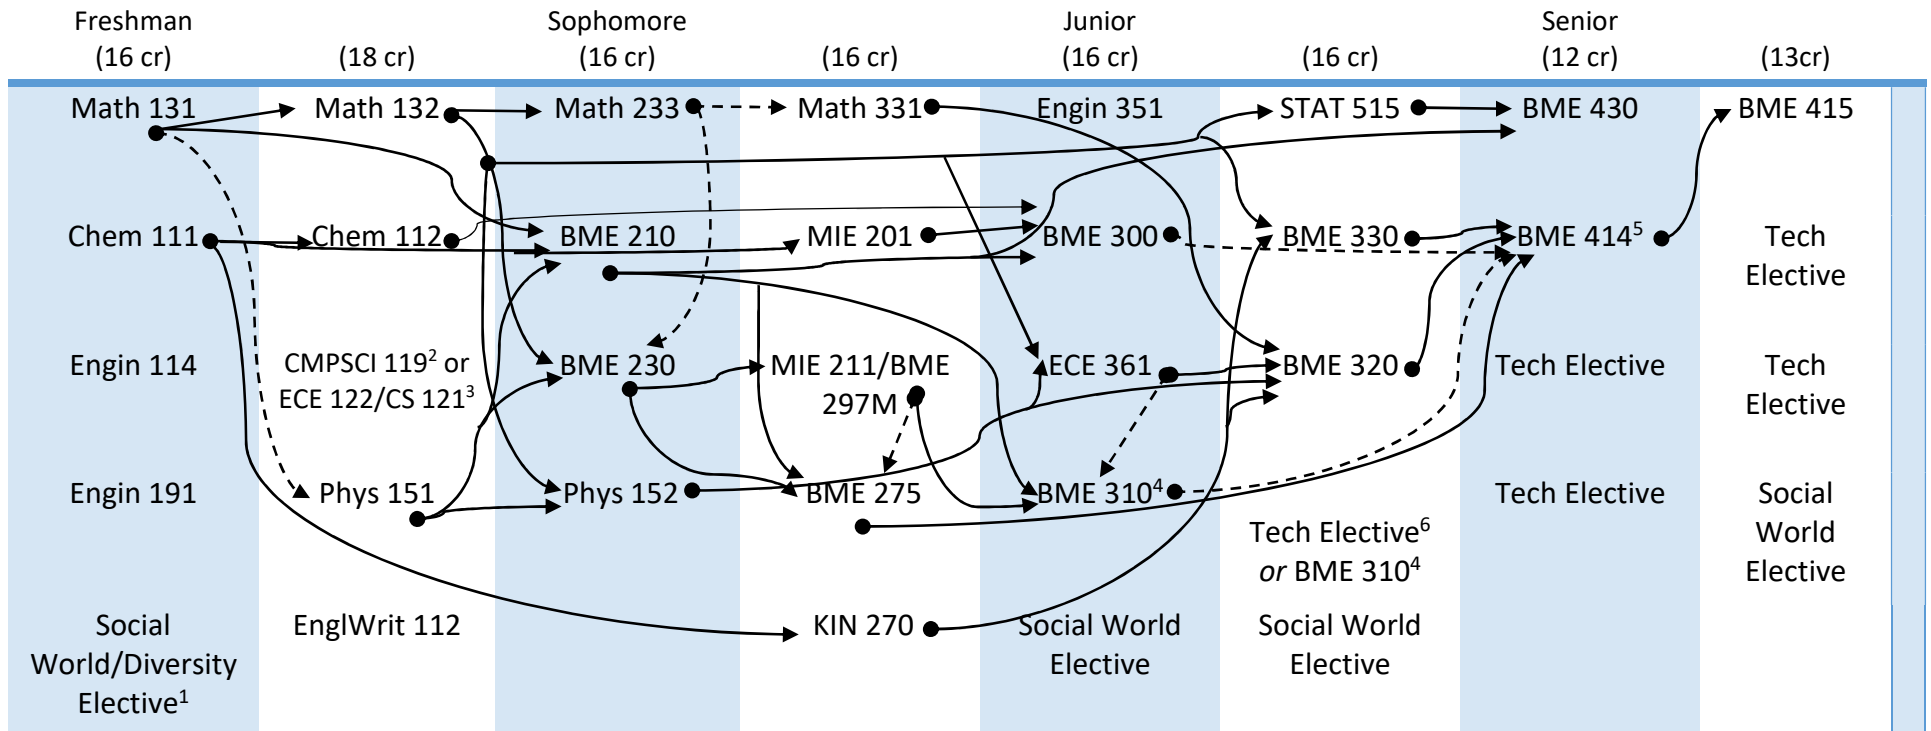 Freshman Sophomore Junior Senior
(16 cr) (18 cr) (16 cr) (16 cr) (16 cr) (16 cr) (12 cr) (13cr)
Math 131 Math 132 Math 233 Math 331 Engin 351 STAT 515 BME 430 BME 415
Chem 111 Chem 112 BME 210 MIE 201 BME 300 BME 330 BME 414⁵ Tech
Elective
Engin 114 CMPSCI 119² or BME 230 MIE 211/BME ECE 361 BME 320 Tech Elective Tech
ECE 122/CS 121³ 297M Elective
Engin 191 Phys 151 Phys 152 BME 275 BME 310⁴ Tech Elective Social
Tech Elective⁶ World
or BME 310⁴ Elective
Social EnglWrit 112 KIN 270 Social World Social World
World/Diversity Elective Elective
Elective¹